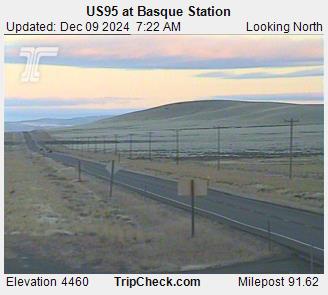 US95 at Basque Station
Updated: Dec 09 2024 7:22 AM Looking North
Elevation 4460 TripCheck.com Milepost 91.62